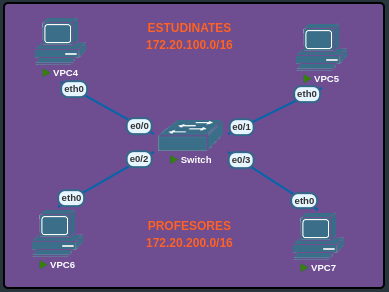 ESTUDINATES
172.20.100.0/16
VPC4
VPC5
eth0
eth0
e0/0
e0/1
e0/2
Switch
e0/3
eth0
eth0
PROFESORES
172.20.200.0/16
VPC6
VPC7